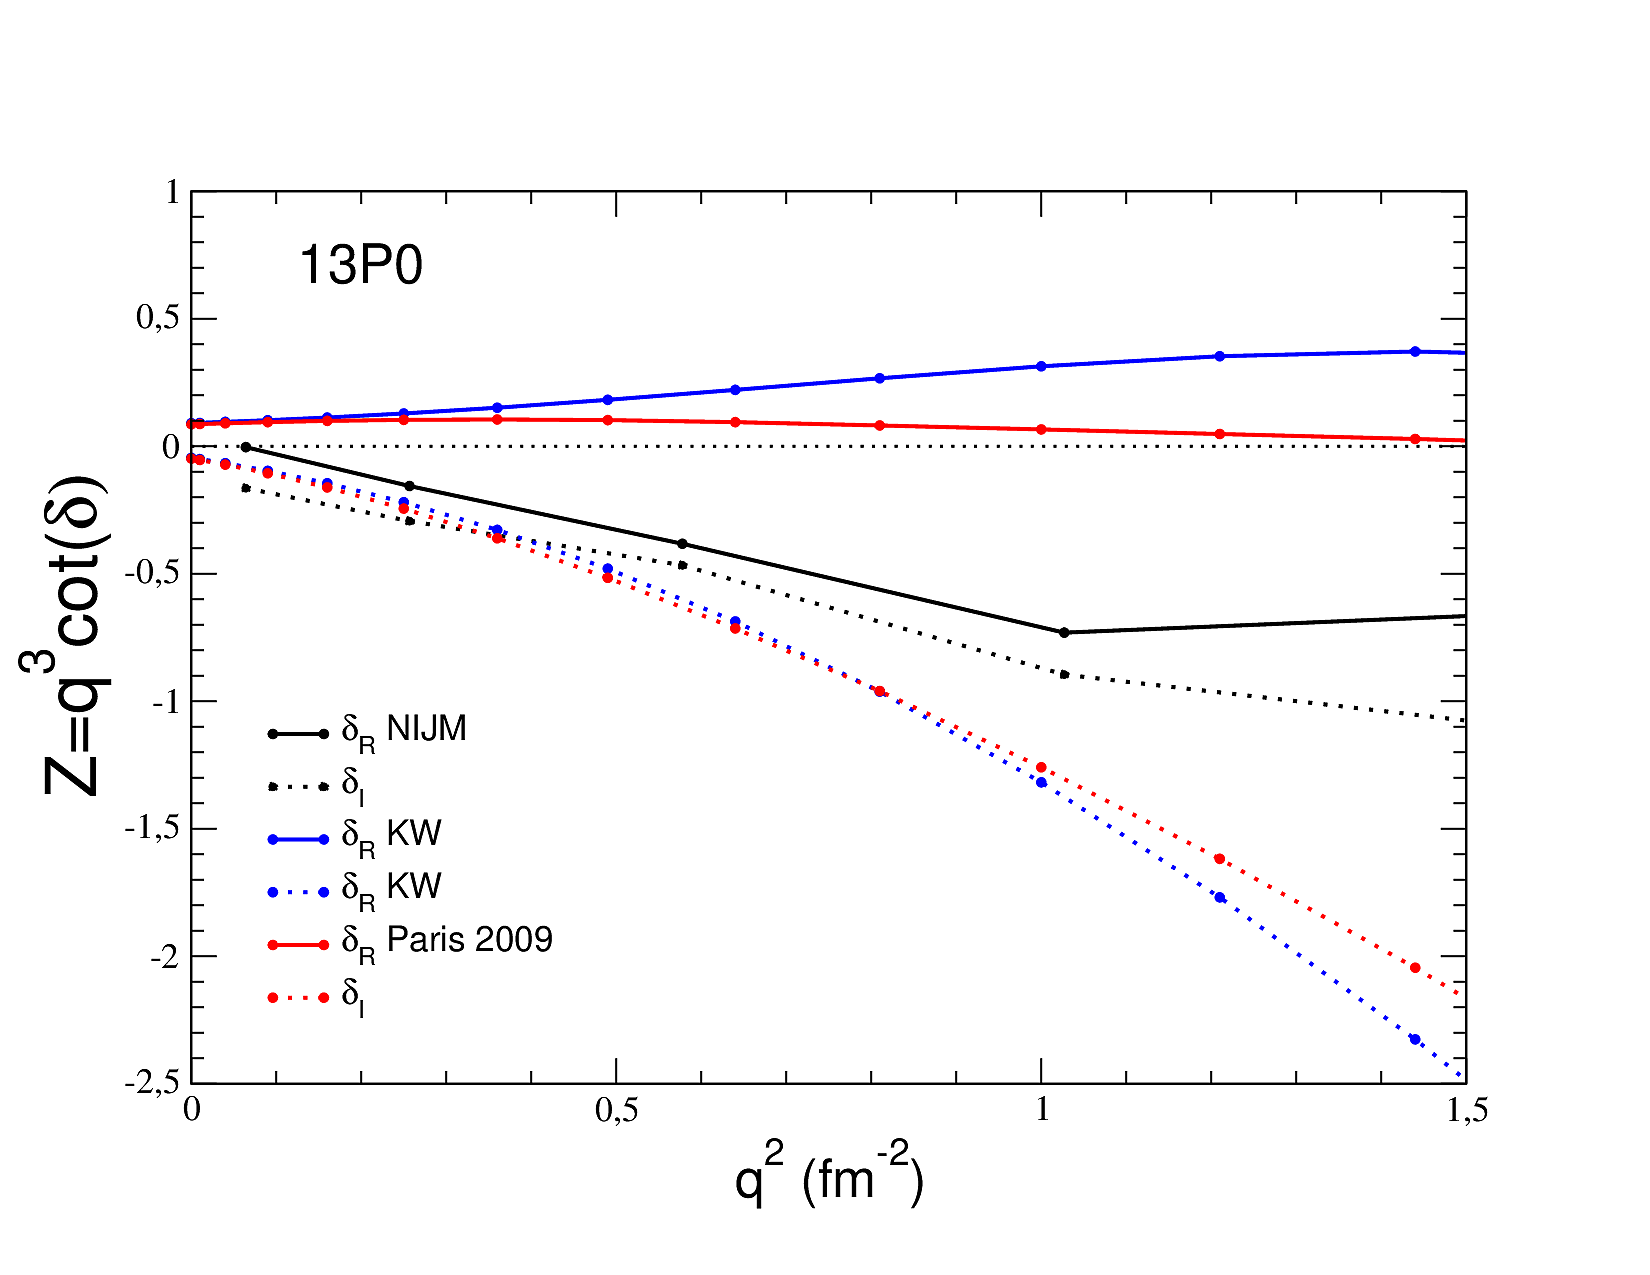 13P0
1
0,5
0
-0,5
-1
-1,5
-2
-2,5
Z=q³cot(δ)
δR NIJM
δI
δR KW
δR KW
δR Paris 2009
δI
0 0,5 1 1,5
q² (fm⁻²)